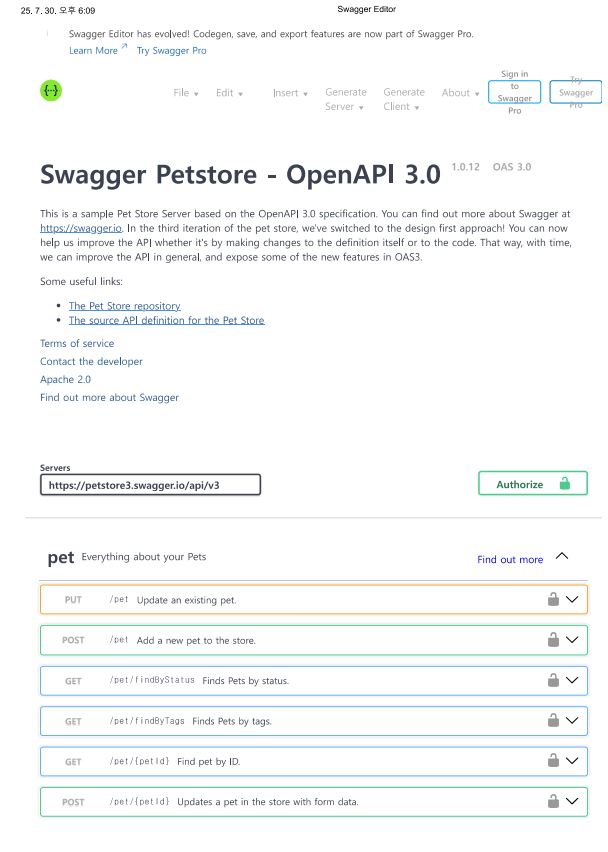 25. 7. 30. 오후 6:09
Swagger Editor
Swagger Editor has evolved! Codegen, save, and export features are now part of Swagger Pro.
Learn More Try Swagger Pro
{··}
File Edit Insert Generate Server Generate Client About Sign in to Swagger Pro Try Swagger Pro
Swagger Petstore - OpenAPI 3.0 1.0.12 OAS 3.0
This is a sample Pet Store Server based on the OpenAPI 3.0 specification. You can find out more about Swagger at
https://swagger.io. In the third iteration of the pet store, we've switched to the design first approach! You can now
help us improve the API whether it's by making changes to the definition itself or to the code. That way, with time,
we can improve the API in general, and expose some of the new features in OAS3.
Some useful links:
• The Pet Store repository
• The source API definition for the Pet Store
Terms of service
Contact the developer
Apache 2.0
Find out more about Swagger
Servers
https://petstore3.swagger.io/api/v3
Authorize
pet Everything about your Pets Find out more
PUT /pet Update an existing pet.
POST /pet Add a new pet to the store.
GET /pet/findByStatus Finds Pets by status.
GET /pet/findByTags Finds Pets by tags.
GET /pet/{petId} Find pet by ID.
POST /pet/{petId} Updates a pet in the store with form data.